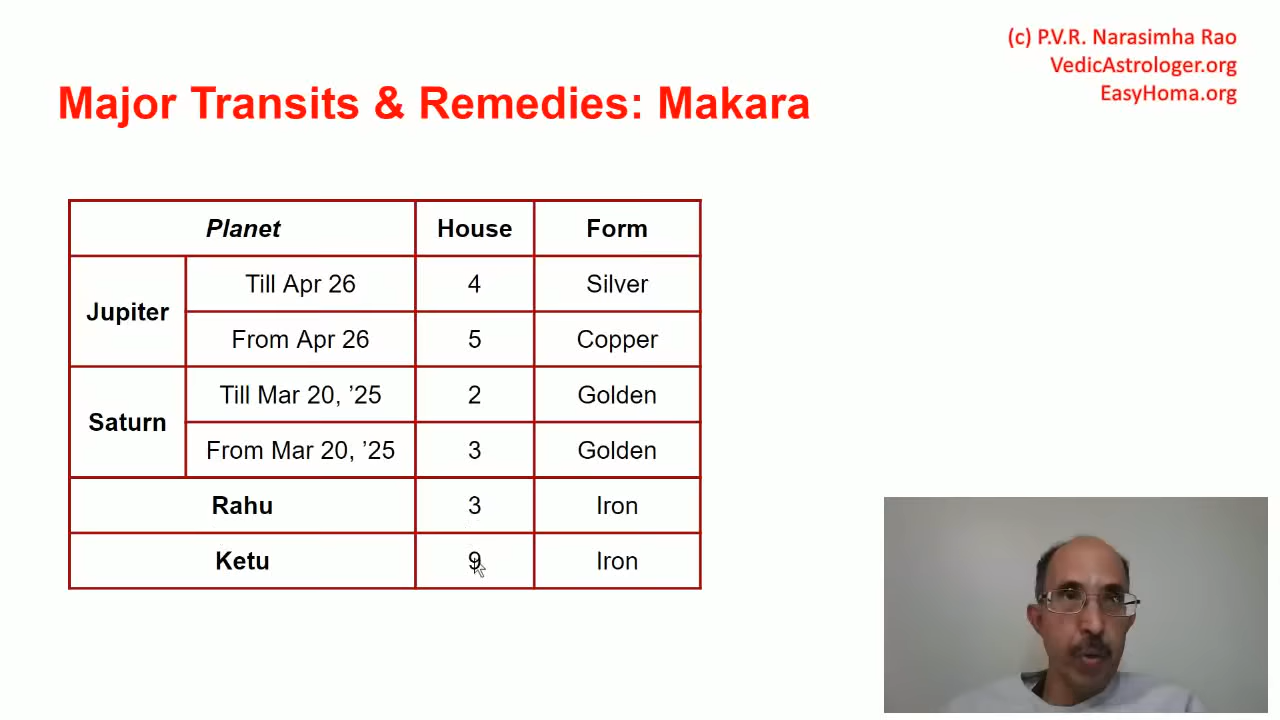 (c) P.V.R. Narasimha Rao
VedicAstrologer.org
EasyHoma.org
Major Transits & Remedies: Makara
Planet House Form
Jupiter Till Apr 26 4 Silver
From Apr 26 5 Copper
Saturn Till Mar 20, ’25 2 Golden
From Mar 20, ’25 3 Golden
Rahu 3 Iron
Ketu 9 Iron